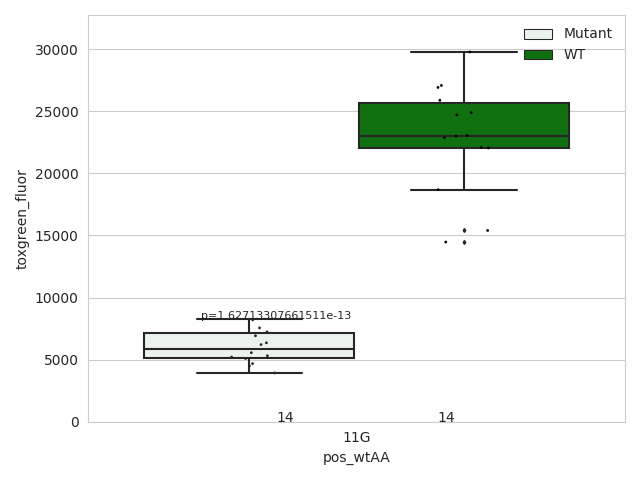 Mutant
WT
30000
25000
20000
15000
10000
5000
0
toxgreen_fluor
p=1.62713307661511e-13
14 14
11G
pos_wtAA